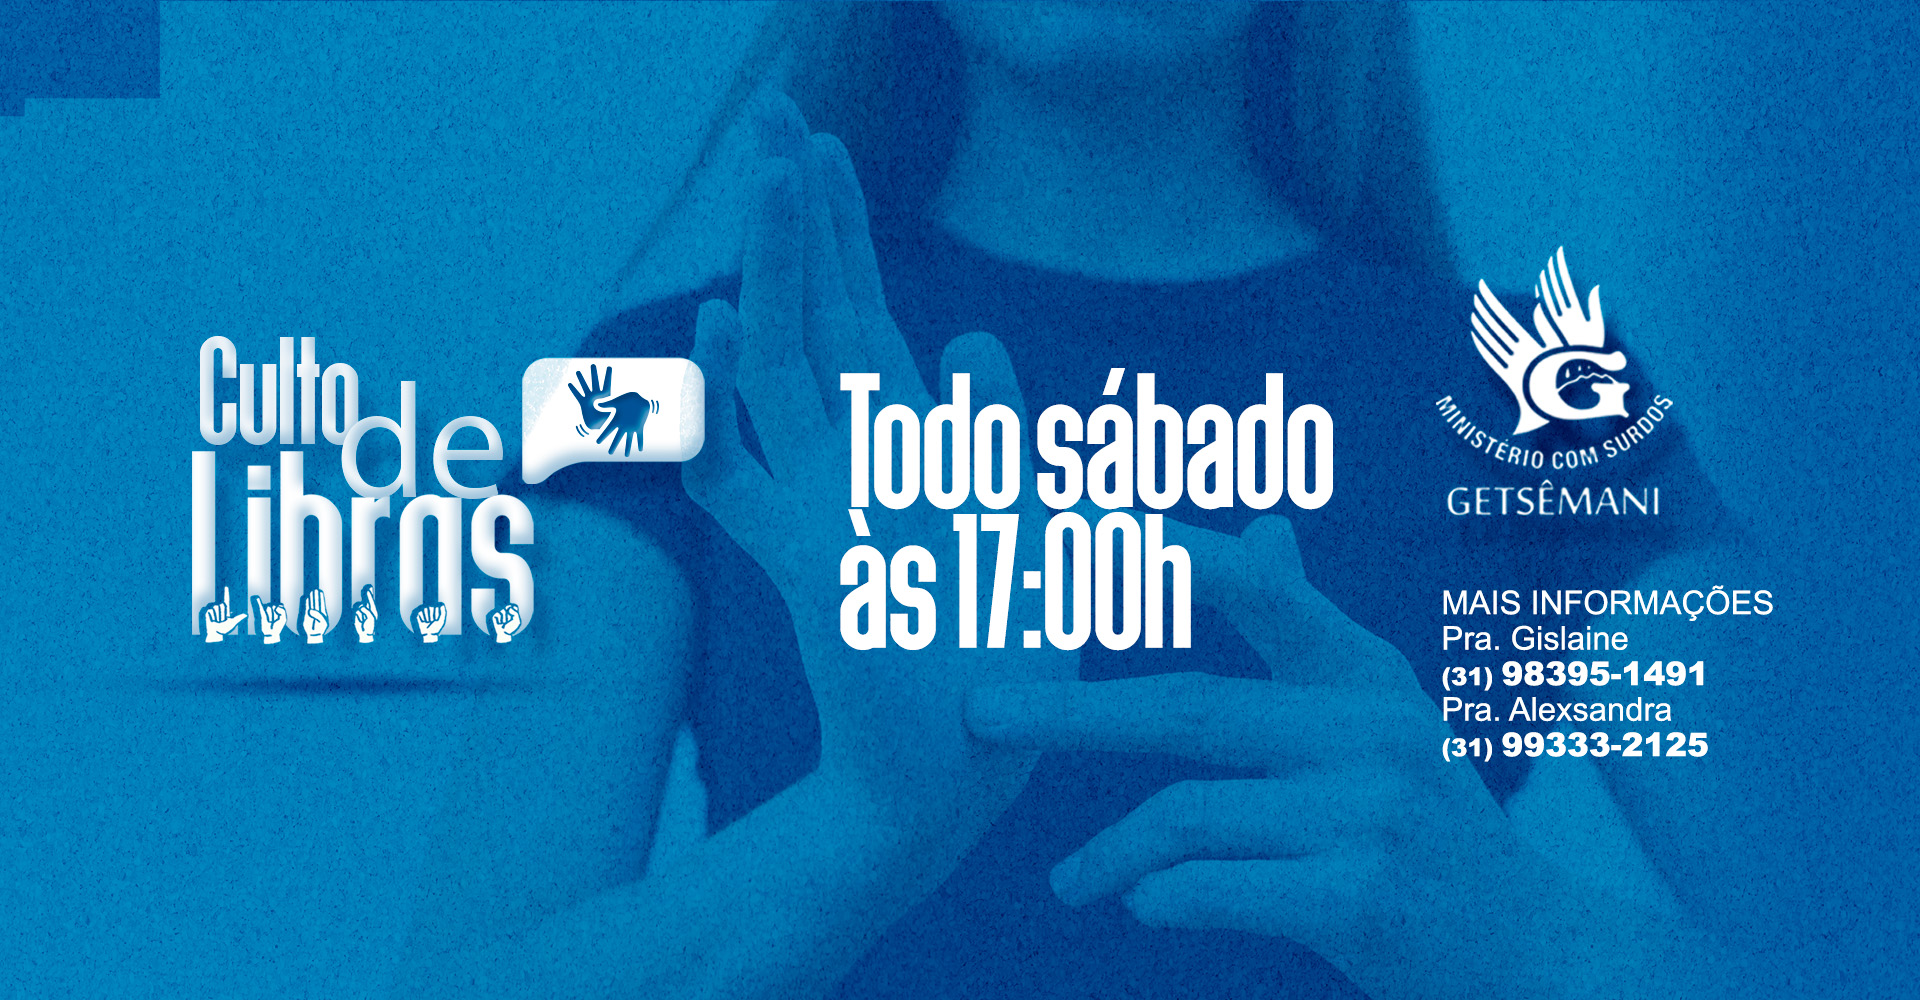 Culto
de
Libras
Todo sábado
às 17:00h
G
MINISTÉRIO COM SURDOS
GETSÊMANI
MAIS INFORMAÇÕES
Pra. Gislaine
(31) 98395-1491
Pra. Alexsandra
(31) 99333-2125